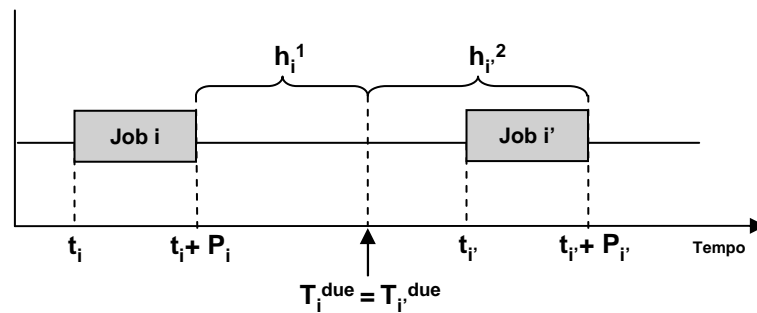 h_i^1 h_i'^2
Job i Job i’
t_i t_i + P_i t_i’ t_i’ + P_i’ Tempo
T_i^due = T_i’^due